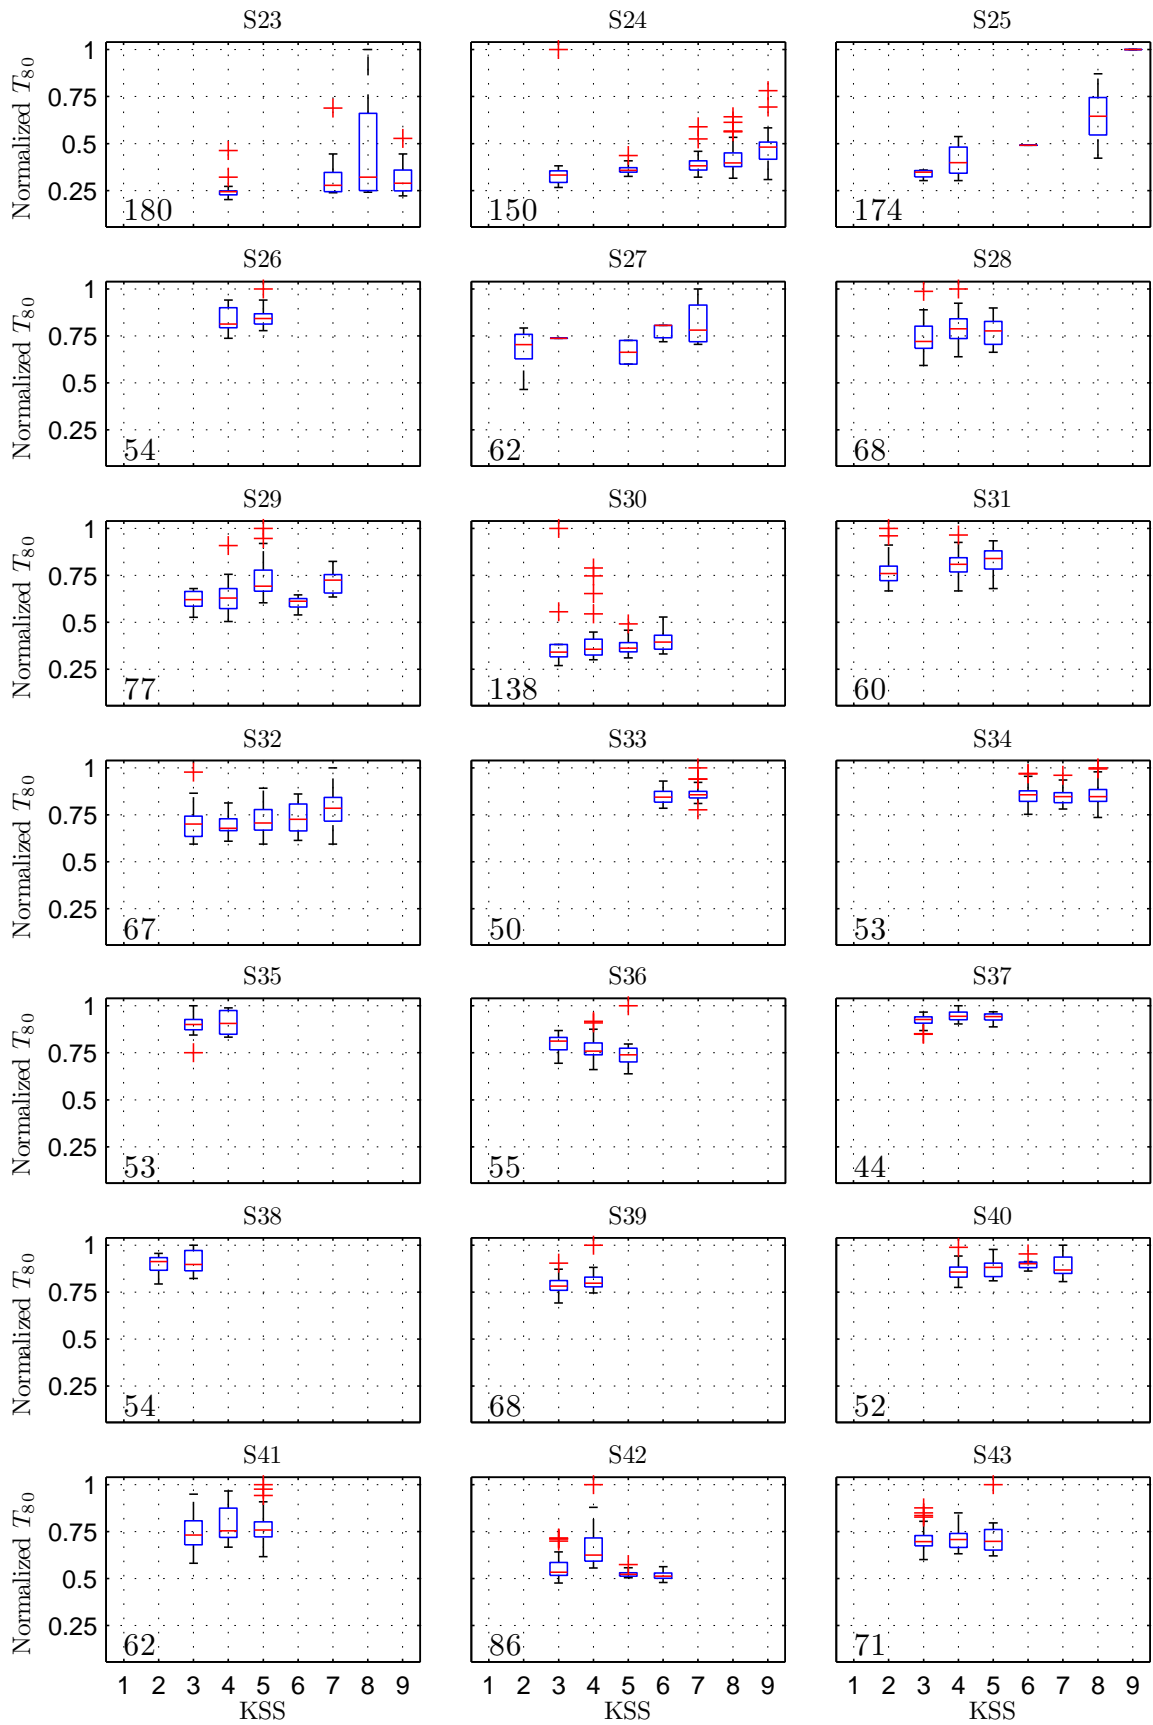 S23 S24 S25
Normalized T80
1
0.75
0.5
0.25
180 150 174
S26 S27 S28
Normalized T80
1
0.75
0.5
0.25
54 62 68
S29 S30 S31
Normalized T80
1
0.75
0.5
0.25
77 138 60
S32 S33 S34
Normalized T80
1
0.75
0.5
0.25
67 50 53
S35 S36 S37
Normalized T80
1
0.75
0.5
0.25
53 55 44
S38 S39 S40
Normalized T80
1
0.75
0.5
0.25
54 68 52
S41 S42 S43
Normalized T80
1
0.75
0.5
0.25
62 86 71
1 2 3 4 5 6 7 8 9 1 2 3 4 5 6 7 8 9 1 2 3 4 5 6 7 8 9
KSS KSS KSS